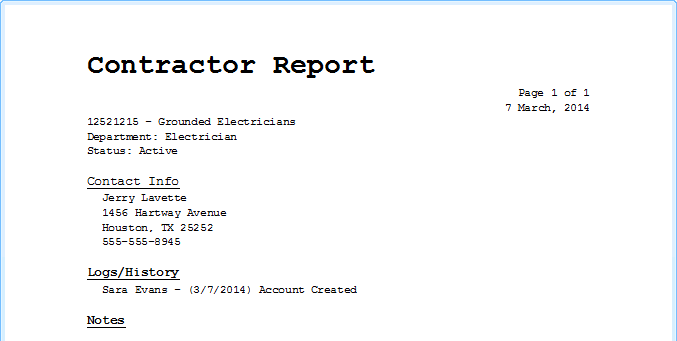 Contractor Report
Page 1 of 1
7 March, 2014
12521215 - Grounded Electricians
Department: Electrician
Status: Active
Contact Info
Jerry Lavette
1456 Hartway Avenue
Houston, TX 25252
555-555-8945
Logs/History
Sara Evans - (3/7/2014) Account Created
Notes